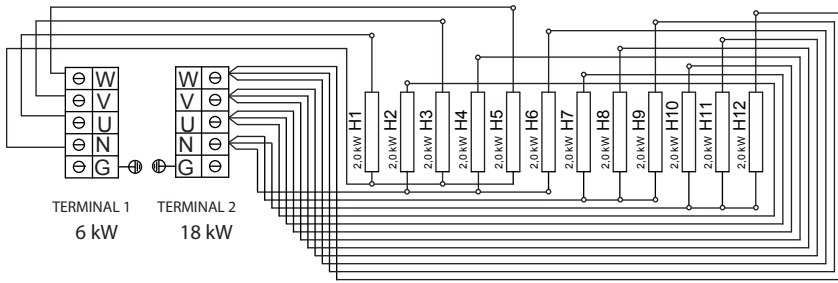 W
V
U
N
G
TERMINAL 1
6 kW
W
V
U
N
G
TERMINAL 2
18 kW
2,0 kW H1
2,0 kW H2
2,0 kW H3
2,0 kW H4
2,0 kW H5
2,0 kW H6
2,0 kW H7
2,0 kW H8
2,0 kW H9
2,0 kW H10
2,0 kW H11
2,0 kW H12